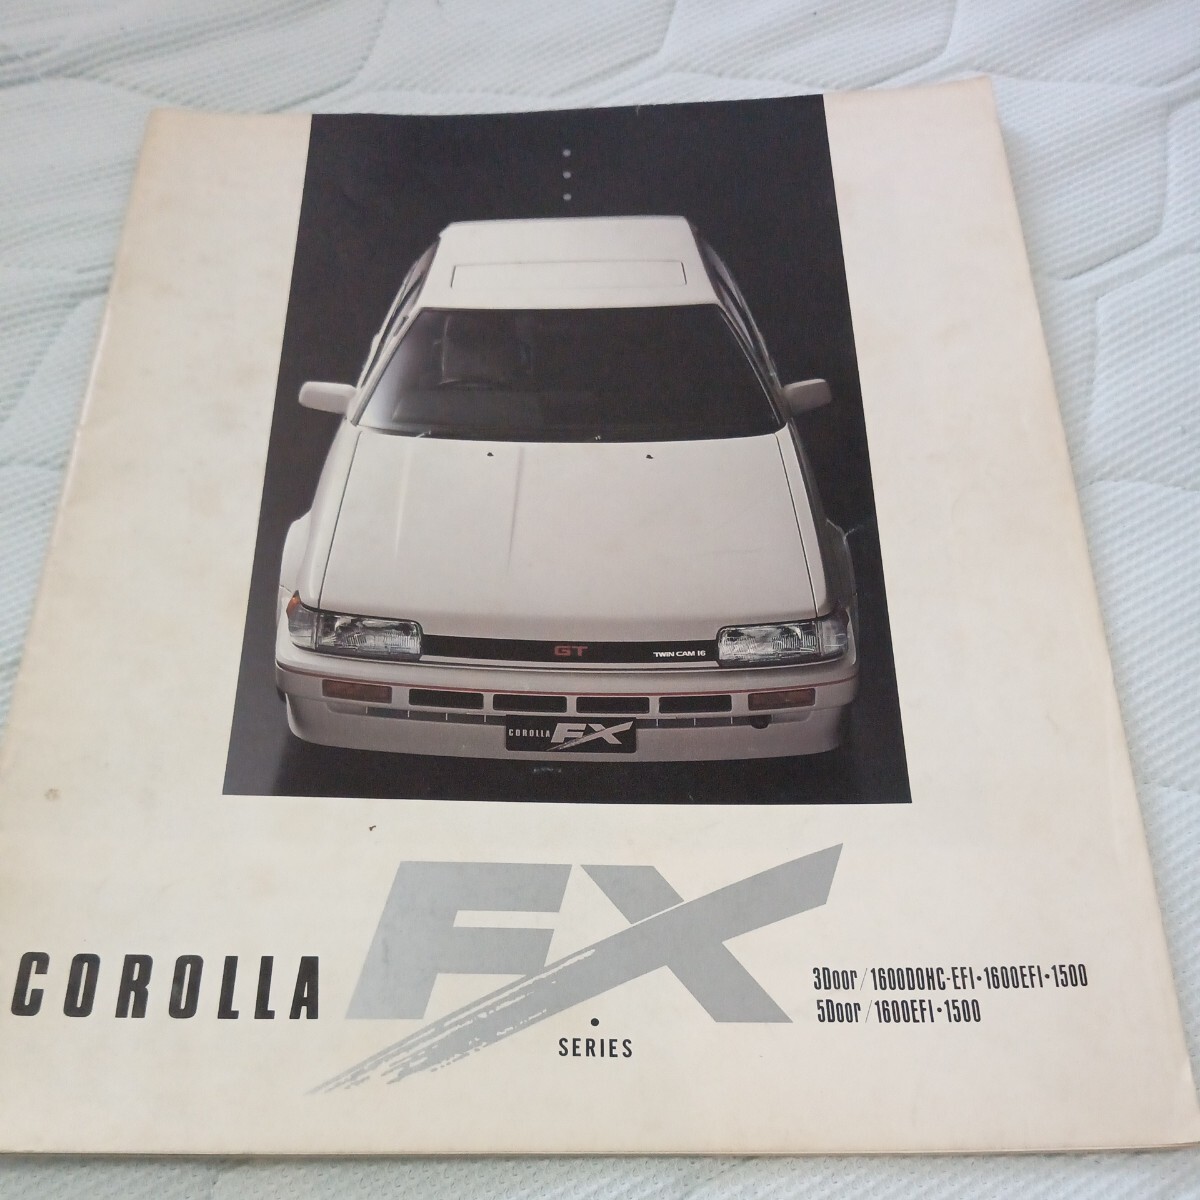 GT
TWIN CAM 16
COROLLA FX
COROLLA FX
SERIES
3Door/1600DOHC-EFI•1600EFI•1500
5Door/1600EFI•1500